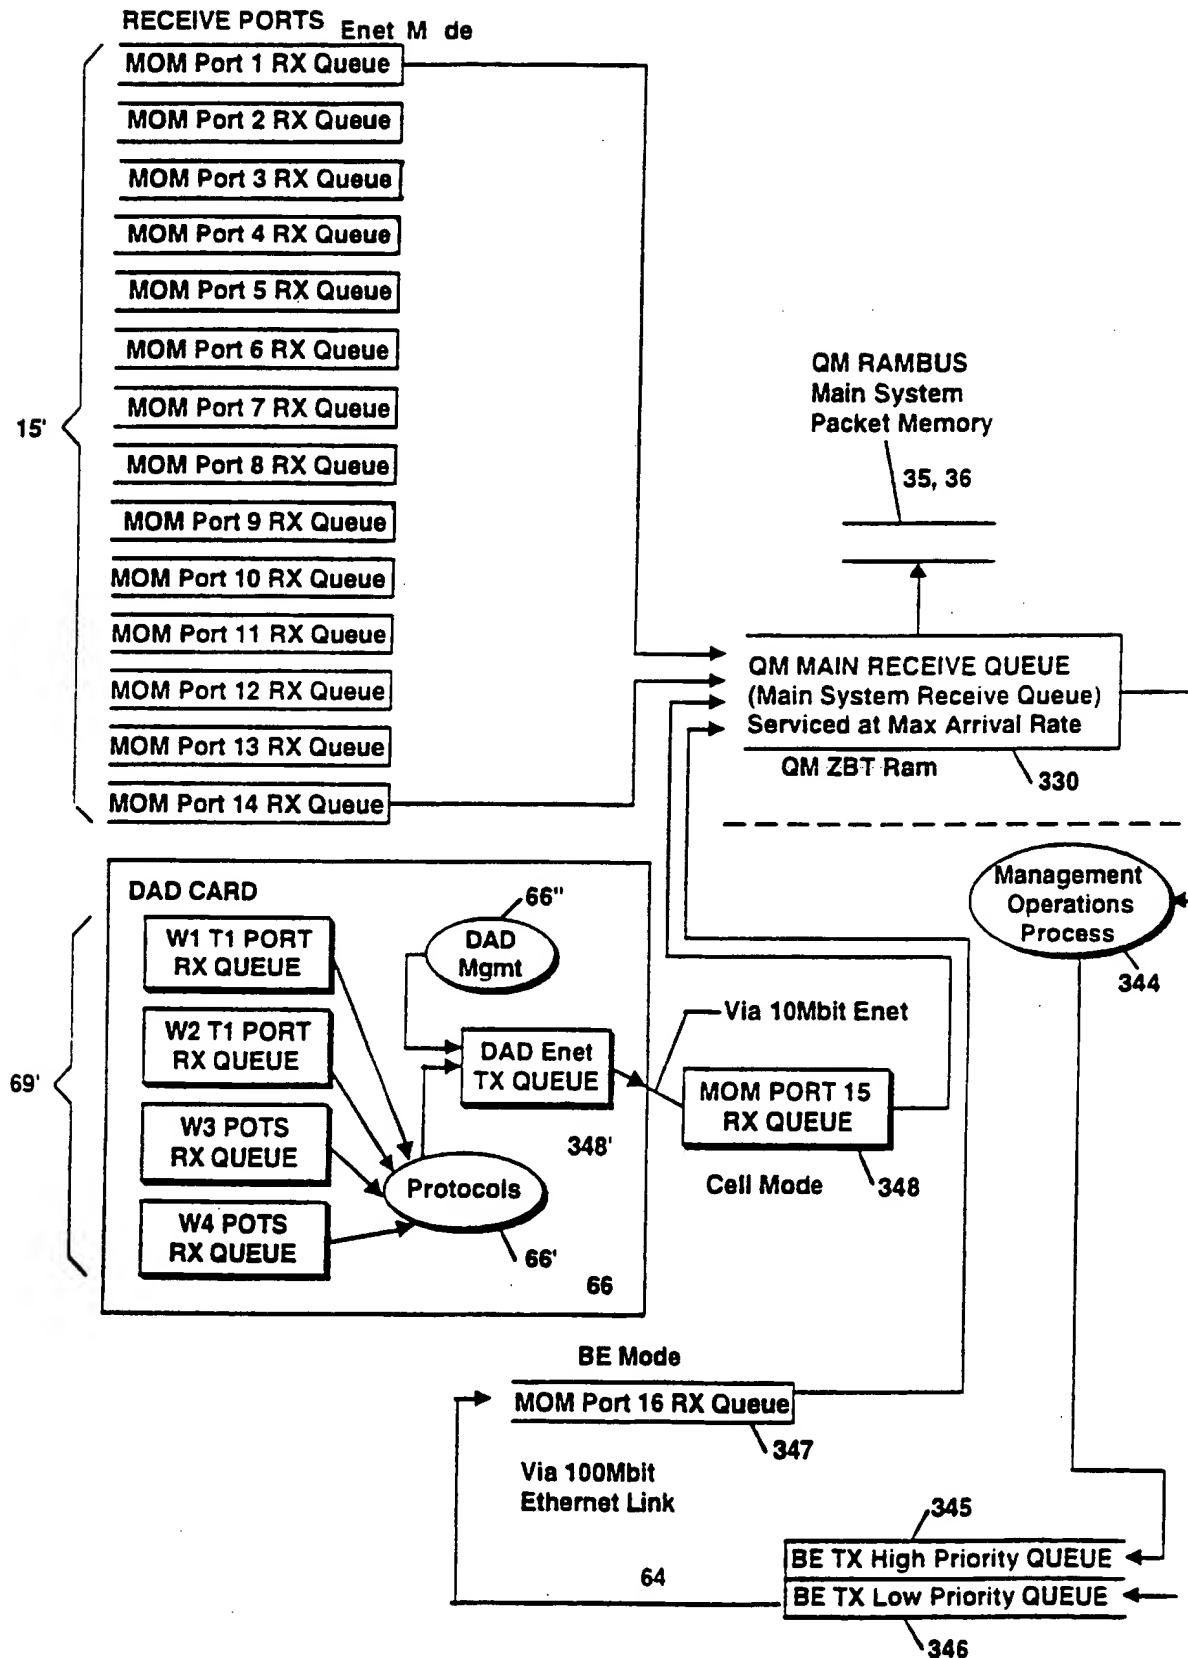 RECEIVE PORTS
Enet M de
MOM Port 1 RX Queue
MOM Port 2 RX Queue
MOM Port 3 RX Queue
MOM Port 4 RX Queue
MOM Port 5 RX Queue
MOM Port 6 RX Queue
MOM Port 7 RX Queue
MOM Port 8 RX Queue
MOM Port 9 RX Queue
MOM Port 10 RX Queue
MOM Port 11 RX Queue
MOM Port 12 RX Queue
MOM Port 13 RX Queue
MOM Port 14 RX Queue
15'
QM RAMBUS
Main System
Packet Memory
35, 36
QM MAIN RECEIVE QUEUE
(Main System Receive Queue)
Serviced at Max Arrival Rate
QM ZBT Ram
330
Management
Operations
Process
344
DAD CARD
69'
W1 T1 PORT
RX QUEUE
W2 T1 PORT
RX QUEUE
W3 POTS
RX QUEUE
W4 POTS
RX QUEUE
66"
DAD
Mgmt
DAD Enet
TX QUEUE
348'
Protocols
66'
66
Via 10Mbit Enet
MOM PORT 15
RX QUEUE
Cell Mode
348
BE Mode
MOM Port 16 RX Queue
347
Via 100Mbit
Ethernet Link
345
BE TX High Priority QUEUE
64
BE TX Low Priority QUEUE
346